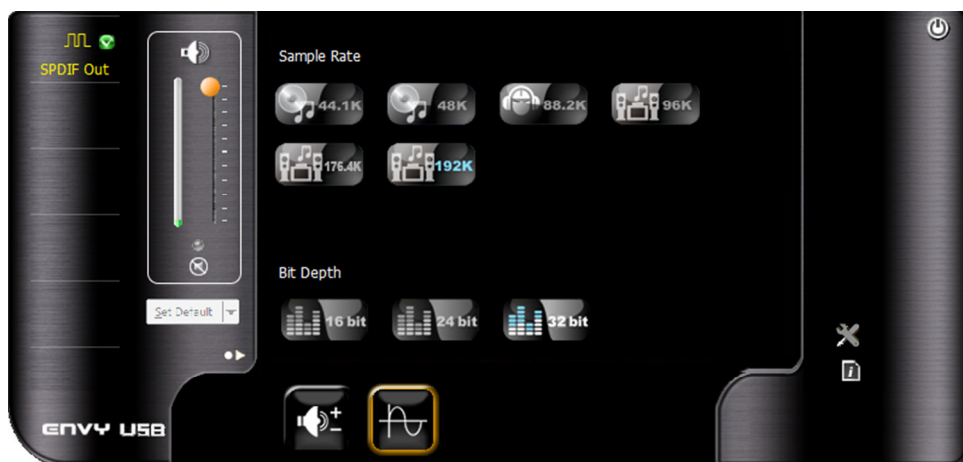 SPDIF Out
Sample Rate
44.1K 48K 88.2K 96K
176.4K 192K
Bit Depth
16 bit 24 bit 32 bit
Set Default
ENVY USB